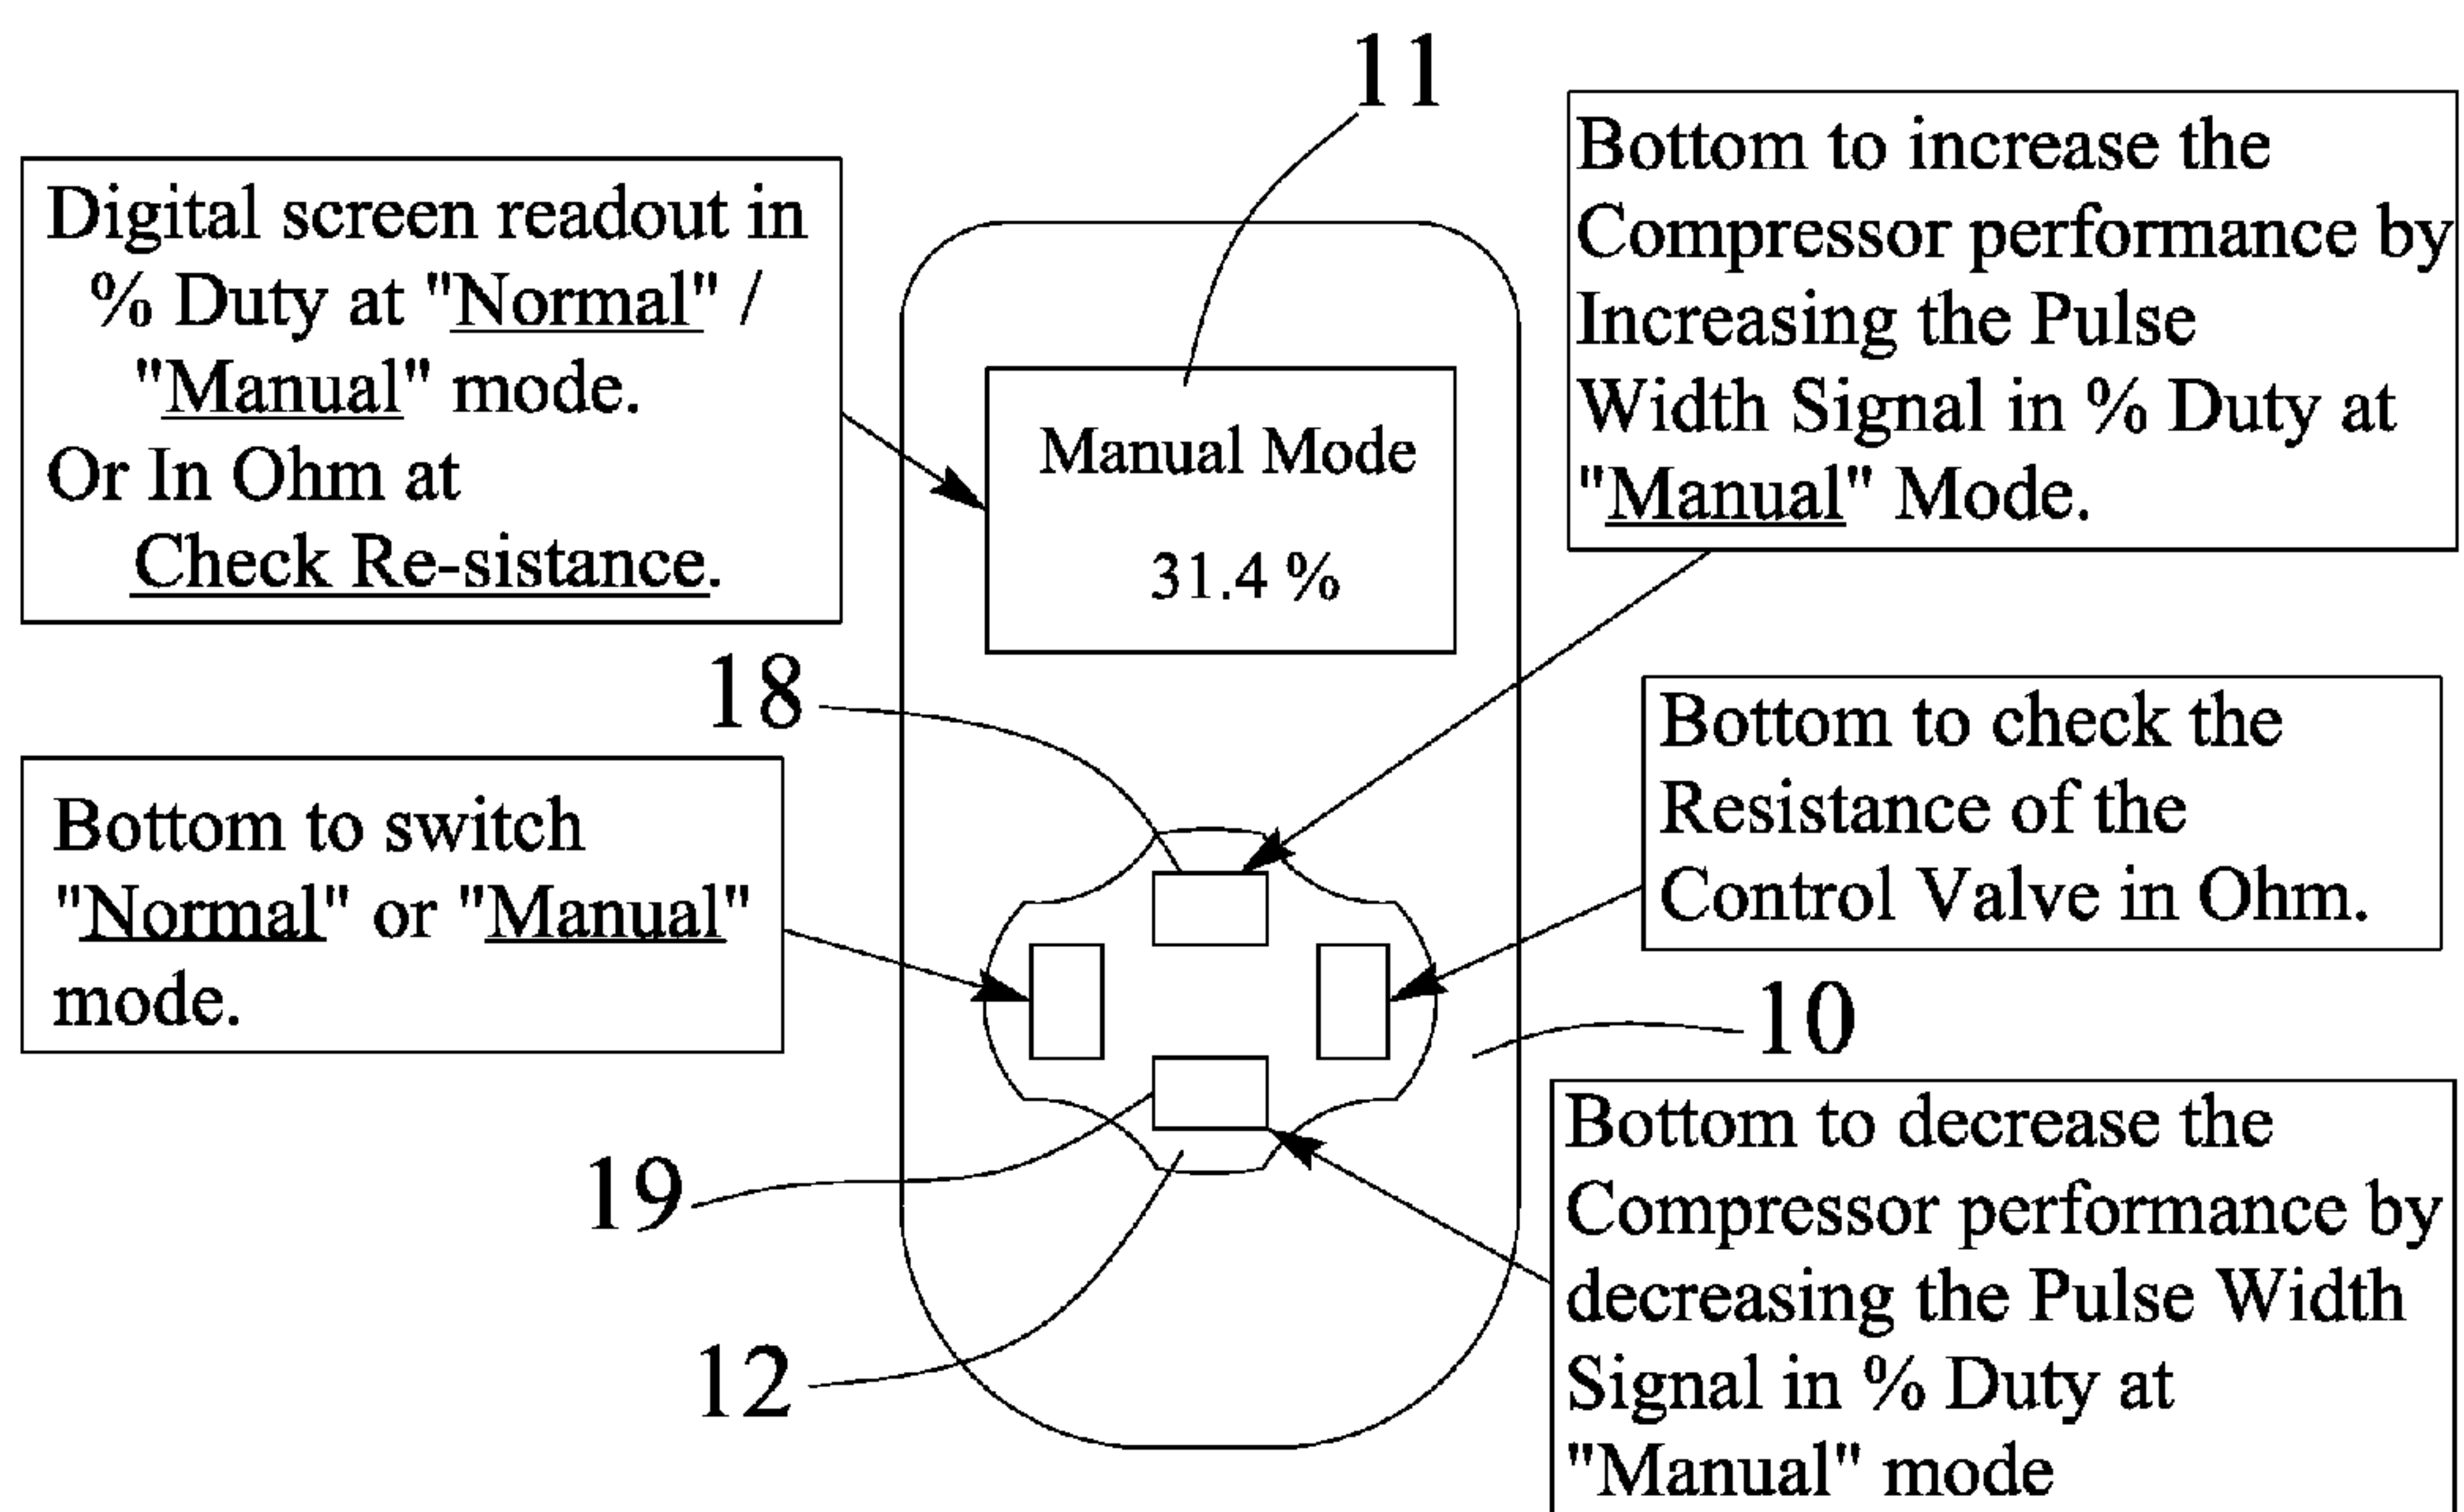 11
Digital screen readout in
% Duty at "Normal" /
"Manual" mode.
Or In Ohm at
Check Re-sistance.
Bottom to increase the
Compressor performance by
Increasing the Pulse
Width Signal in % Duty at
"Manual" Mode.
Manual Mode
31.4 %
18
Bottom to switch
"Normal" or "Manual"
mode.
Bottom to check the
Resistance of the
Control Valve in Ohm.
10
19
12
Bottom to decrease the
Compressor performance by
decreasing the Pulse Width
Signal in % Duty at
"Manual" mode